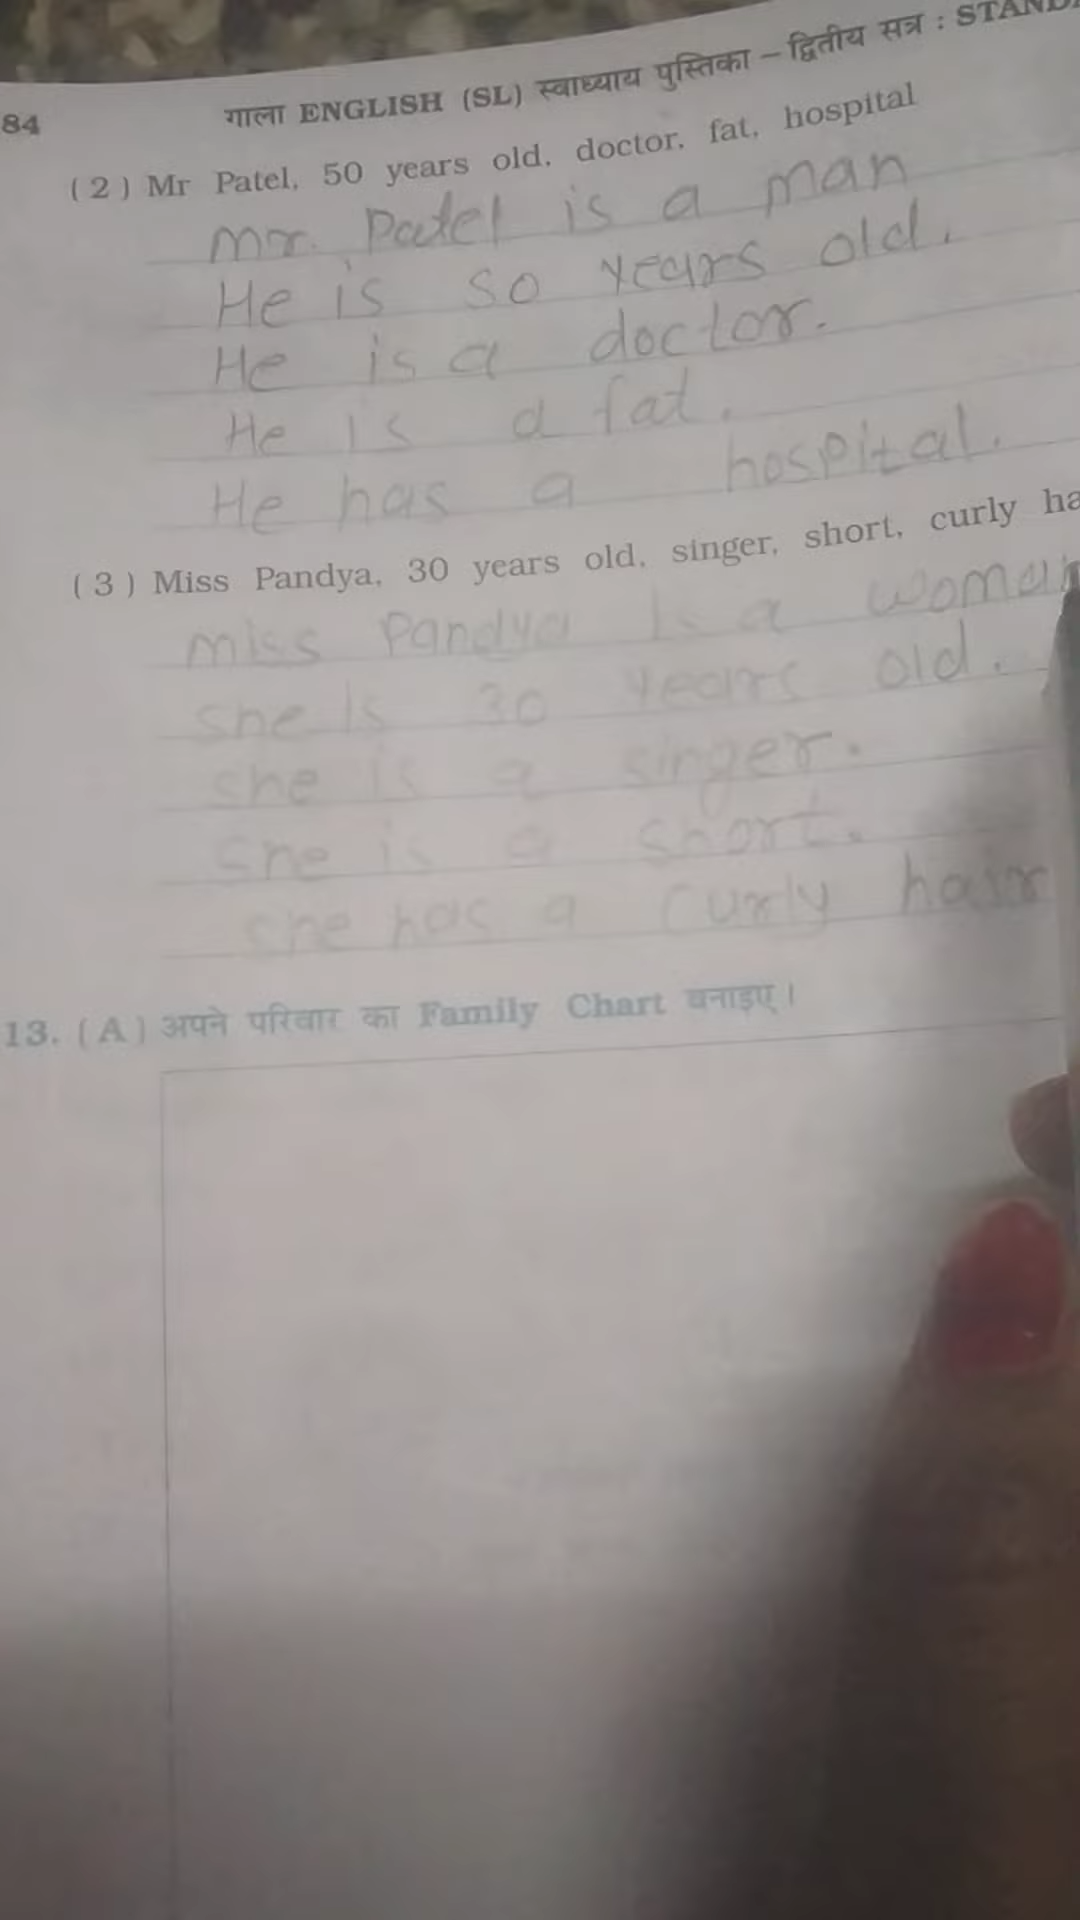 84 गाला ENGLISH (SL) स्वाध्याय पुस्तिका – द्वितीय सत्र : STAND
(2) Mr Patel, 50 years old, doctor, fat, hospital
mr. Patel is a man
He is 50 years old.
He is a doctor.
He is a fat.
He has a hospital.
(3) Miss Pandya, 30 years old, singer, short, curly ha
miss Pandya is a woman
she is 30 years old.
she is a singer.
she is a short.
she has a curly hair
13. (A) अपने परिवार का Family Chart बनाइए।